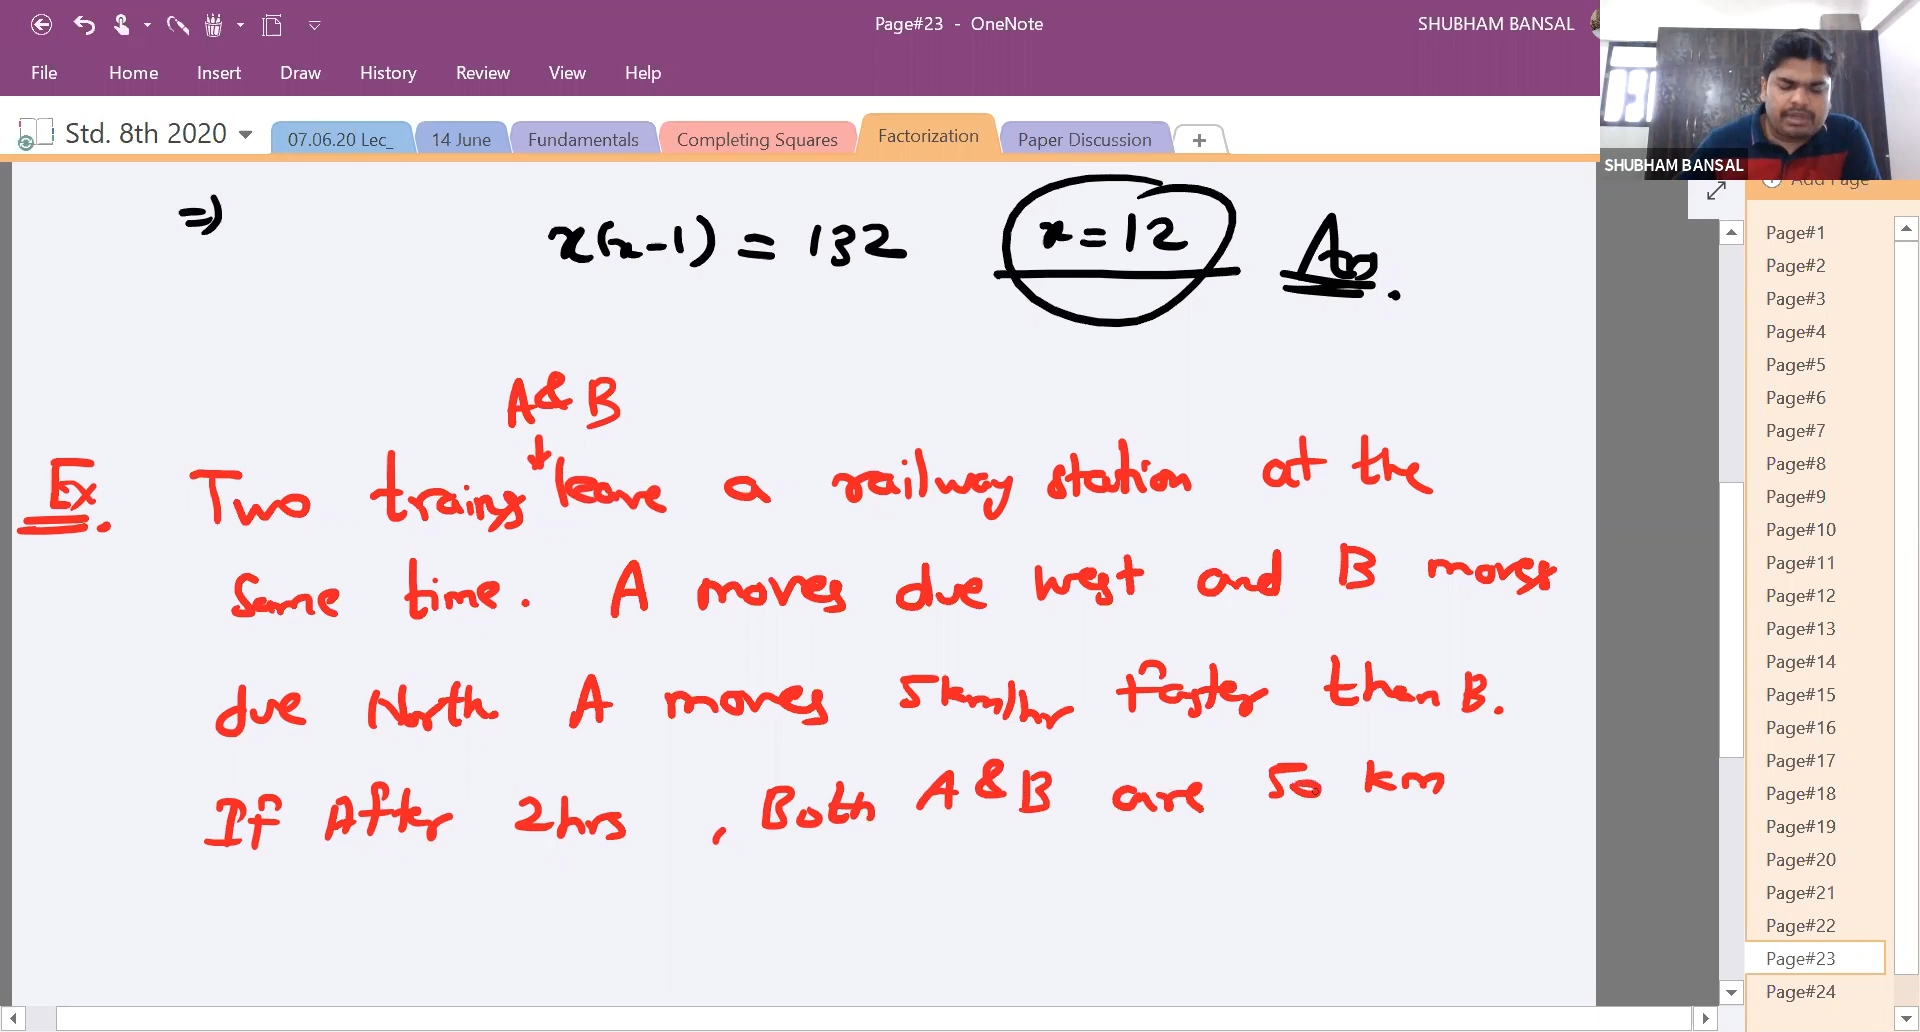 Page#23 - OneNote
SHUBHAM BANSAL
File Home Insert Draw History Review View Help
Std. 8th 2020
07.06.20 Lec_
14 June
Fundamentals
Completing Squares
Factorization
Paper Discussion
+
SHUBHAM BANSAL
Add Page
⇒ x(x-1) = 132 x = 12 Ans.
A & B
Ex. Two trains leave a railway station at the
same time. A moves due west and B moves
due North. A moves 5km/hr faster than B.
If After 2hrs , Both A & B are 50 km
Page#1
Page#2
Page#3
Page#4
Page#5
Page#6
Page#7
Page#8
Page#9
Page#10
Page#11
Page#12
Page#13
Page#14
Page#15
Page#16
Page#17
Page#18
Page#19
Page#20
Page#21
Page#22
Page#23
Page#24